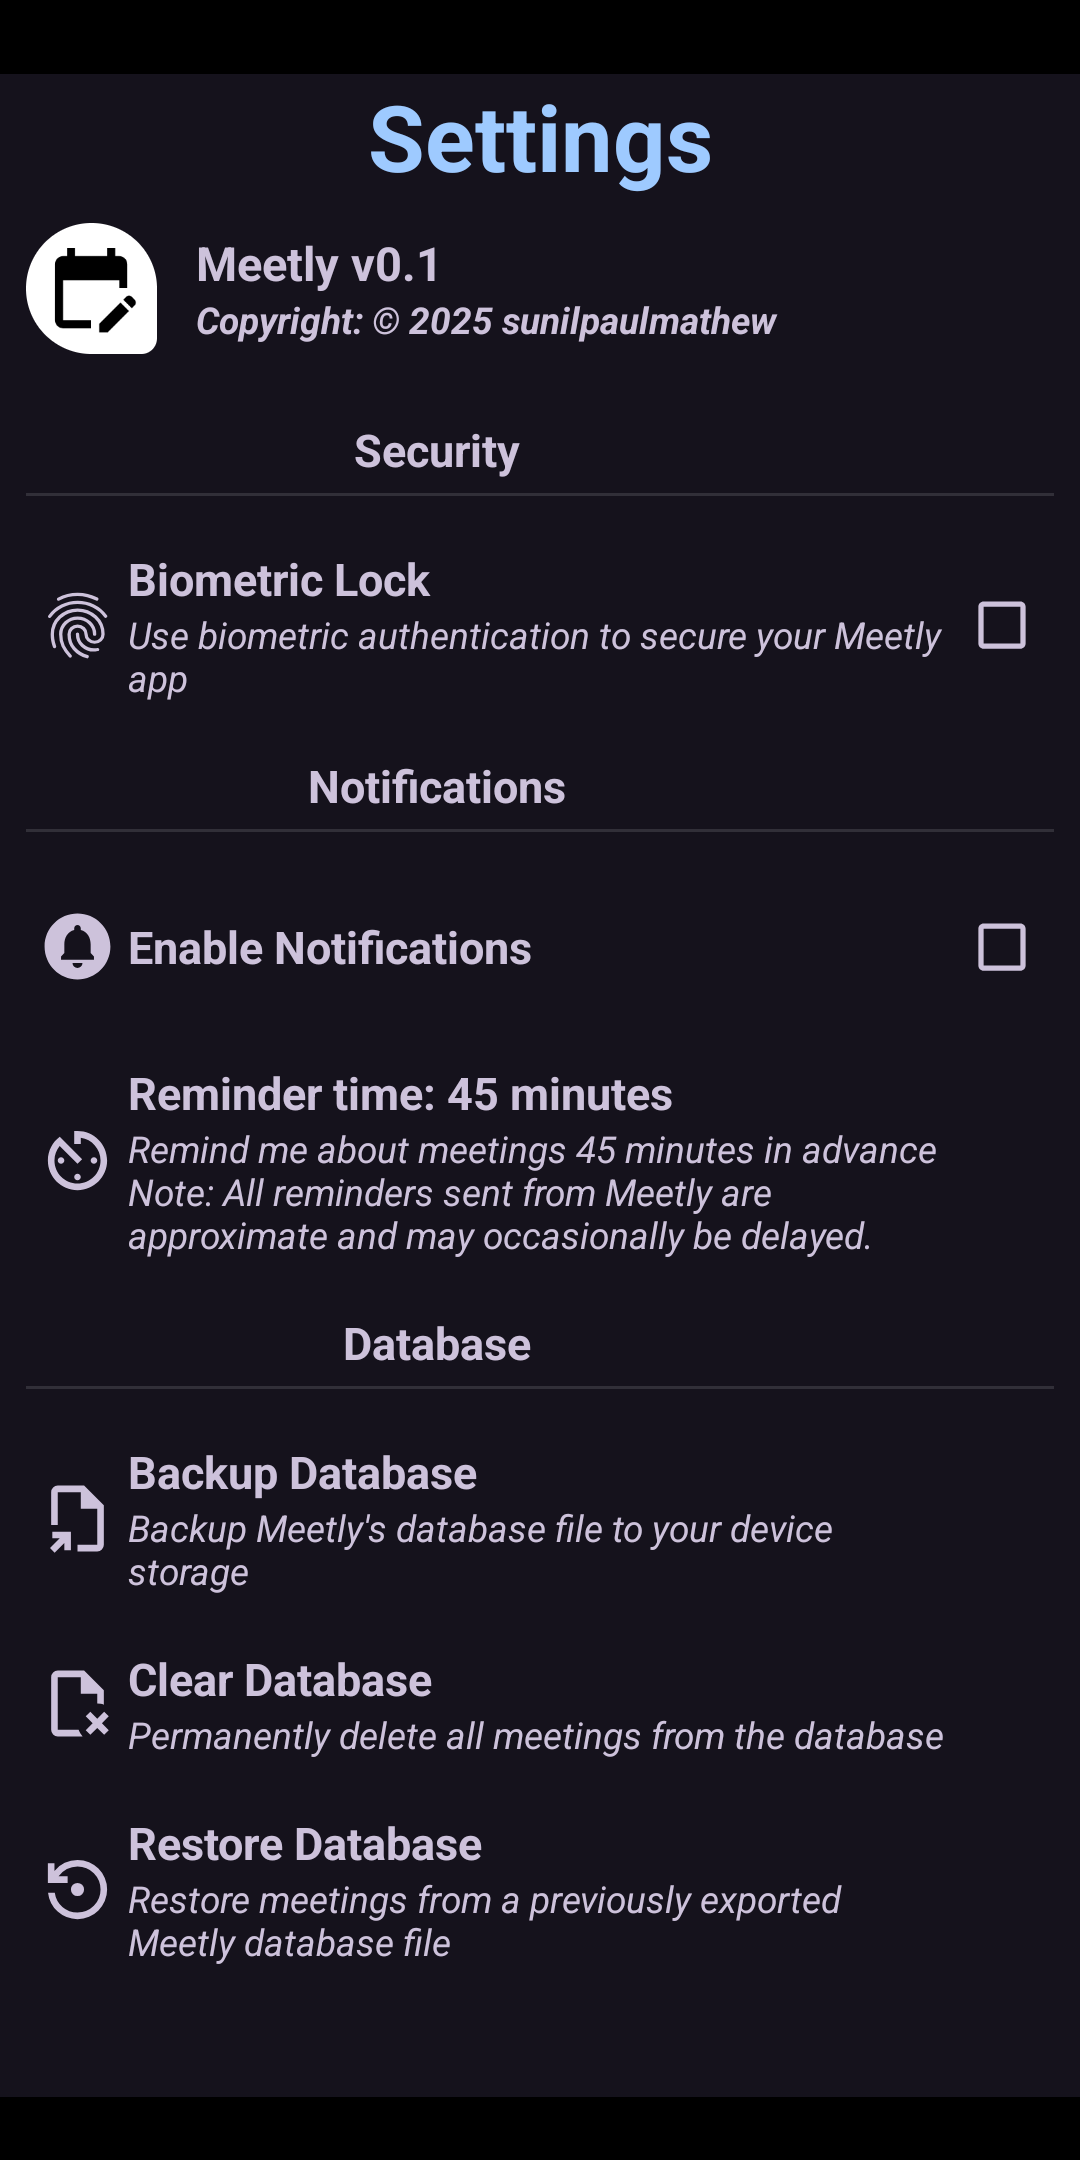 Settings
Meetly v0.1
Copyright: © 2025 sunilpaulmathew
Security
Biometric Lock
Use biometric authentication to secure your Meetly
app
Notifications
Enable Notifications
Reminder time: 45 minutes
Remind me about meetings 45 minutes in advance
Note: All reminders sent from Meetly are
approximate and may occasionally be delayed.
Database
Backup Database
Backup Meetly's database file to your device
storage
Clear Database
Permanently delete all meetings from the database
Restore Database
Restore meetings from a previously exported
Meetly database file